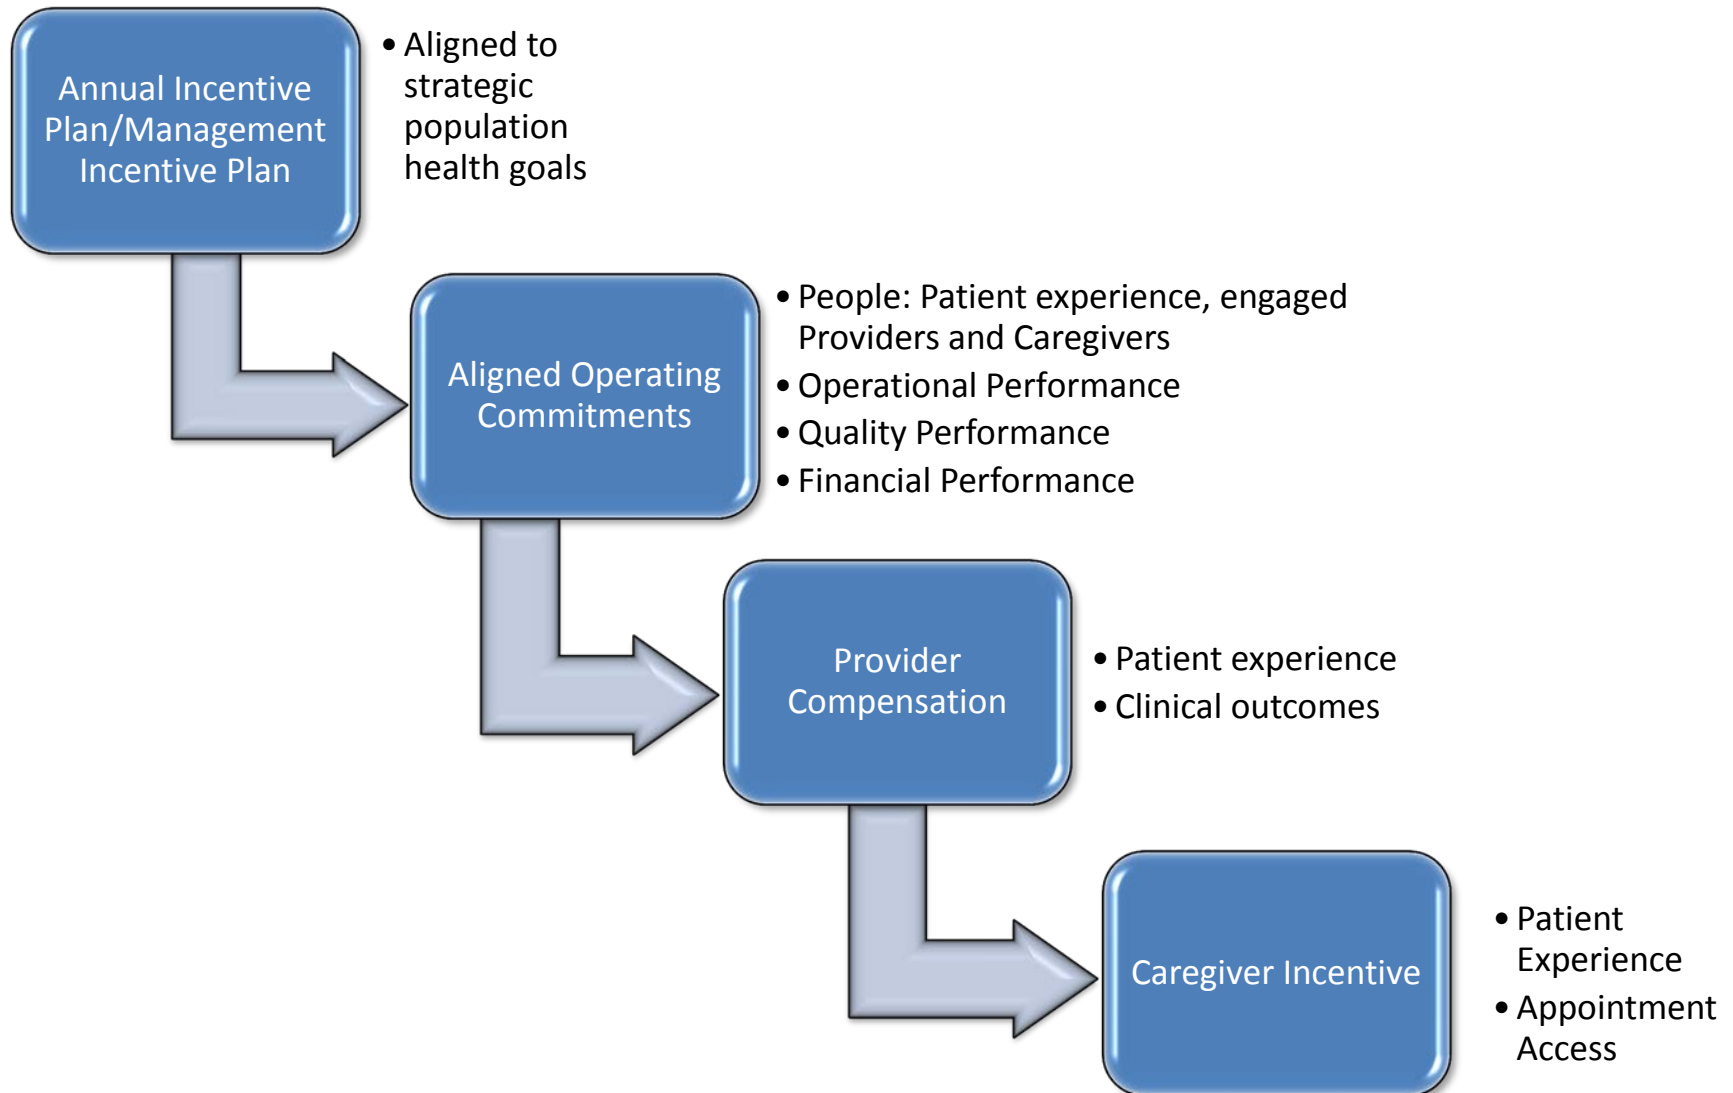 Annual Incentive
Plan/Management
Incentive Plan
• Aligned to
strategic
population
health goals
Aligned Operating
Commitments
• People: Patient experience, engaged
Providers and Caregivers
• Operational Performance
• Quality Performance
• Financial Performance
Provider
Compensation
• Patient experience
• Clinical outcomes
Caregiver Incentive
• Patient
Experience
• Appointment
Access